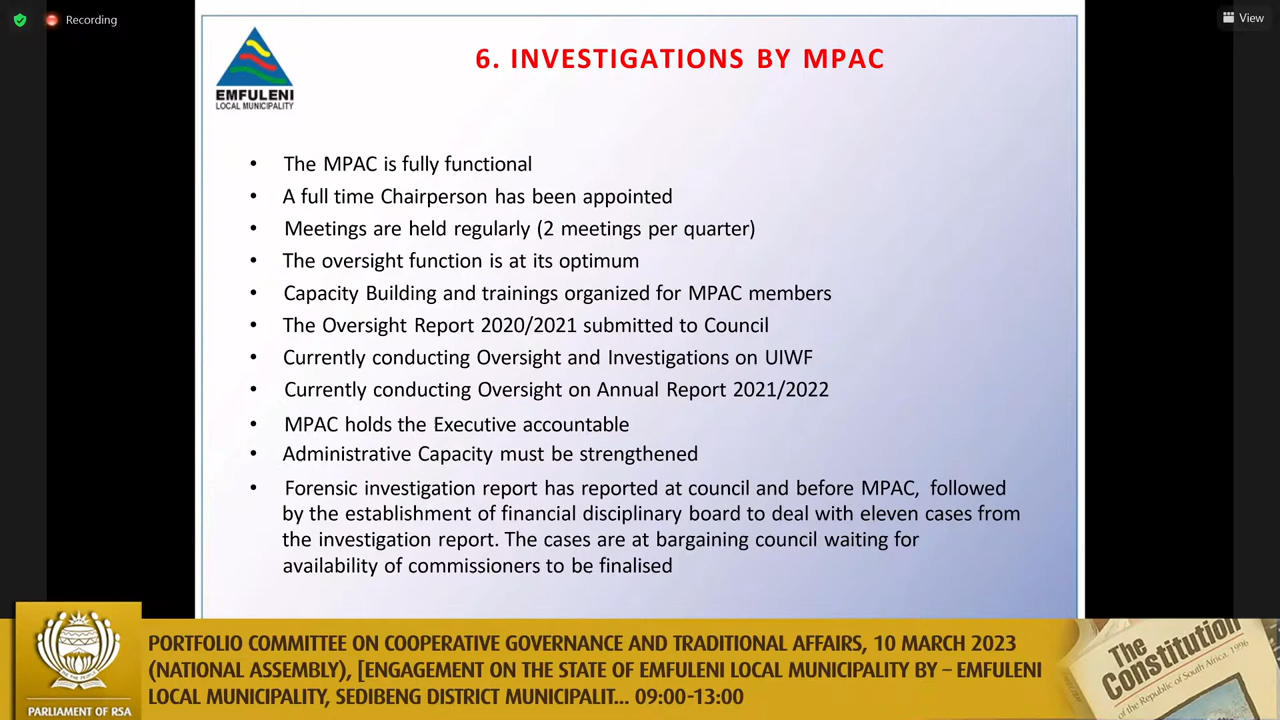 Recording
View
EMFULENI
LOCAL MUNICIPALITY
6. INVESTIGATIONS BY MPAC
• The MPAC is fully functional
• A full time Chairperson has been appointed
• Meetings are held regularly (2 meetings per quarter)
• The oversight function is at its optimum
• Capacity Building and trainings organized for MPAC members
• The Oversight Report 2020/2021 submitted to Council
• Currently conducting Oversight and Investigations on UIWF
• Currently conducting Oversight on Annual Report 2021/2022
• MPAC holds the Executive accountable
• Administrative Capacity must be strengthened
• Forensic investigation report has reported at council and before MPAC, followed
by the establishment of financial disciplinary board to deal with eleven cases from
the investigation report. The cases are at bargaining council waiting for
availability of commissioners to be finalised
PARLIAMENT OF RSA
PORTFOLIO COMMITTEE ON COOPERATIVE GOVERNANCE AND TRADITIONAL AFFAIRS, 10 MARCH 2023
(NATIONAL ASSEMBLY), [ENGAGEMENT ON THE STATE OF EMFULENI LOCAL MUNICIPALITY BY – EMFULENI
LOCAL MUNICIPALITY, SEDIBENG DISTRICT MUNICIPALIT... 09:00-13:00
The
Constitution
of the Republic of South Africa, 1996